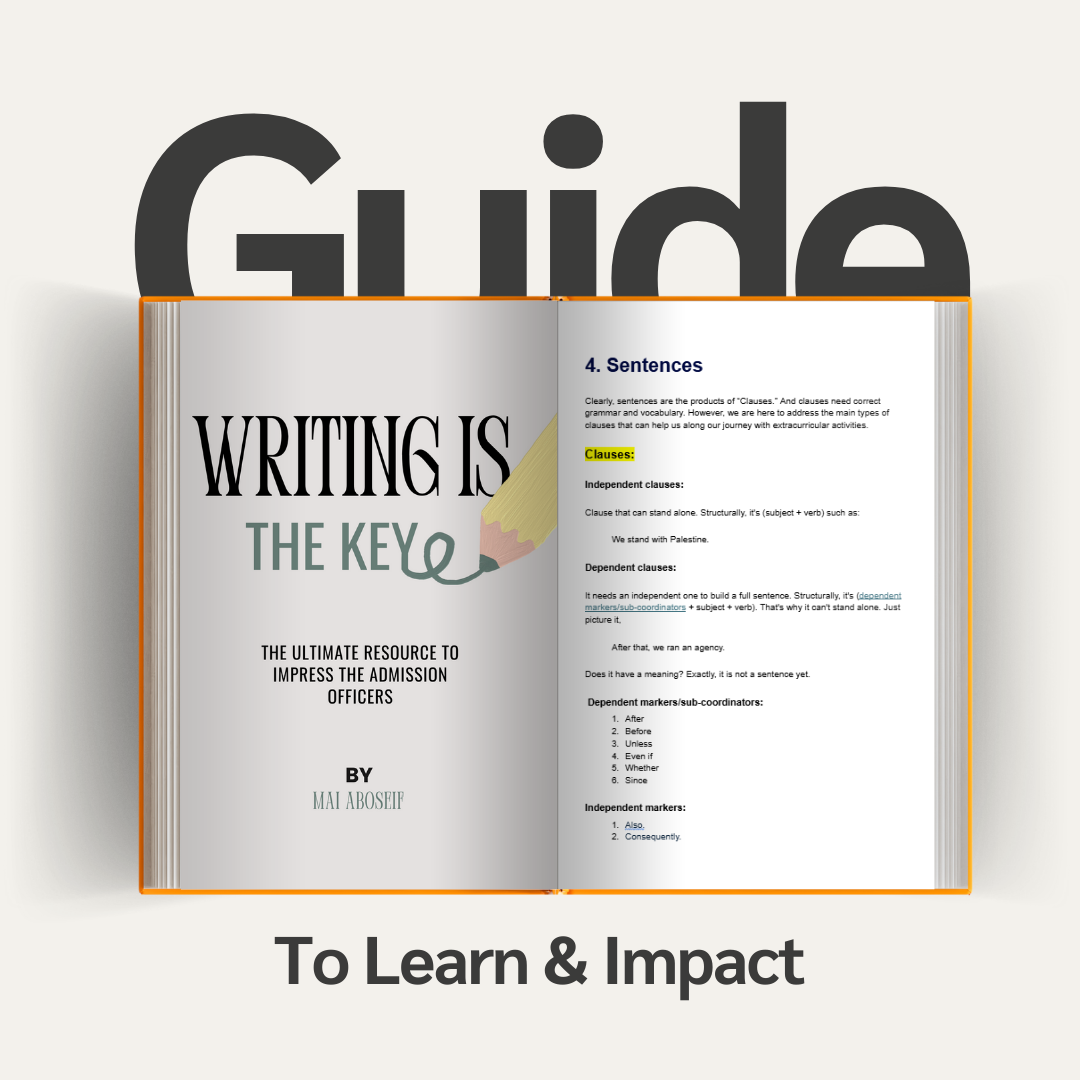 Guide
WRITING IS
THE KEY
THE ULTIMATE RESOURCE TO
IMPRESS THE ADMISSION
OFFICERS
BY
MAI ABOSEIF
4. Sentences
Clearly, sentences are the products of "Clauses." And clauses need correct
grammar and vocabulary. However, we are here to address the main types of
clauses that can help us along our journey with extracurricular activities.
Clauses:
Independent clauses:
Clause that can stand alone. Structurally, it's (subject + verb) such as:
We stand with Palestine.
Dependent clauses:
It needs an independent one to build a full sentence. Structurally, it's (dependent
markers/sub-coordinators + subject + verb). That's why it can't stand alone. Just
picture it,
After that, we ran an agency.
Does it have a meaning? Exactly, it is not a sentence yet.
Dependent markers/sub-coordinators:
1. After
2. Before
3. Unless
4. Even if
5. Whether
6. Since
Independent markers:
1. Also,
2. Consequently.
To Learn & Impact